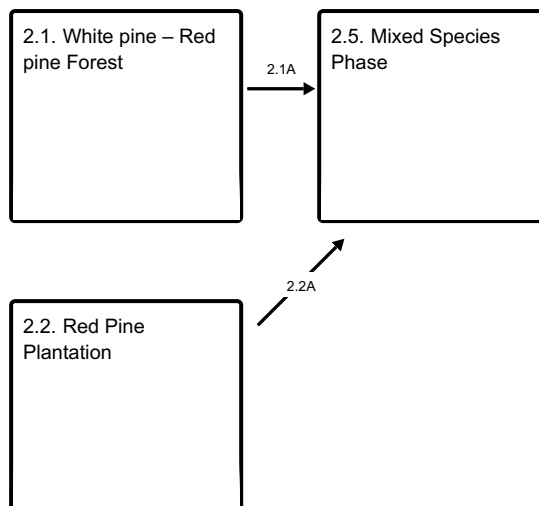 2.1. White pine – Red
pine Forest
2.1A
2.5. Mixed Species
Phase
2.2A
2.2. Red Pine
Plantation